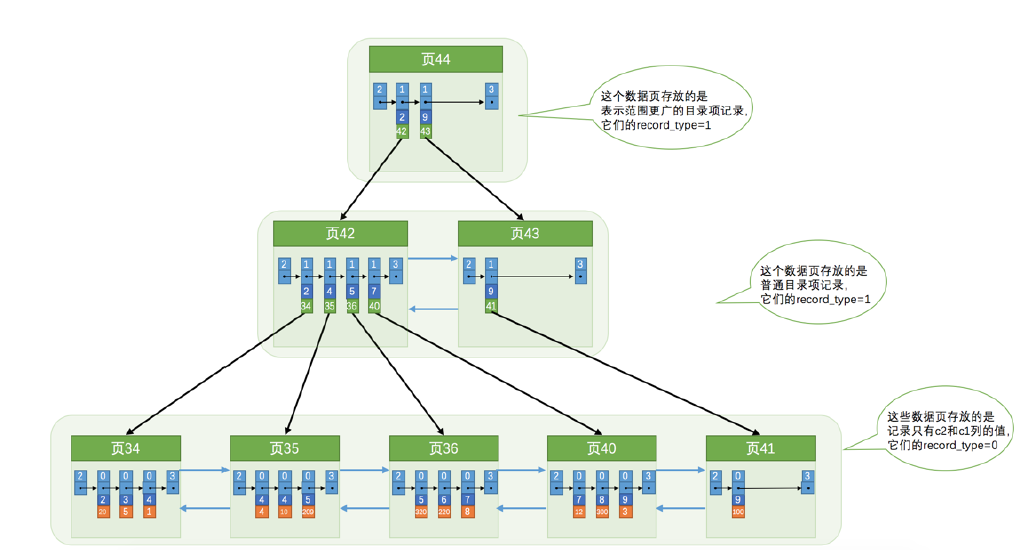 页44
2 1 1 3
2 9
42 43
这个数据页存放的是
表示范围更广的目录项记录,
它们的record_type=1
页42
页43
2 1 1 1 1 3
2 1 3
2 4 5 7
9
34 35 36 40
41
这个数据页存放的是
普通目录项记录,
它们的record_type=1
这些数据页存放的是
记录只有c2和c1列的值,
它们的record_type=0
页34
页35
页36
页40
页41
2 0 0 0 3
2 0 0 0 3
2 0 0 0 3
2 0 0 0 3
2 0 3
2 3 4
4 4 5
5 6 7
7 8 9
9
20 5 1
4 10 200
320 220 8
12 300 3
100